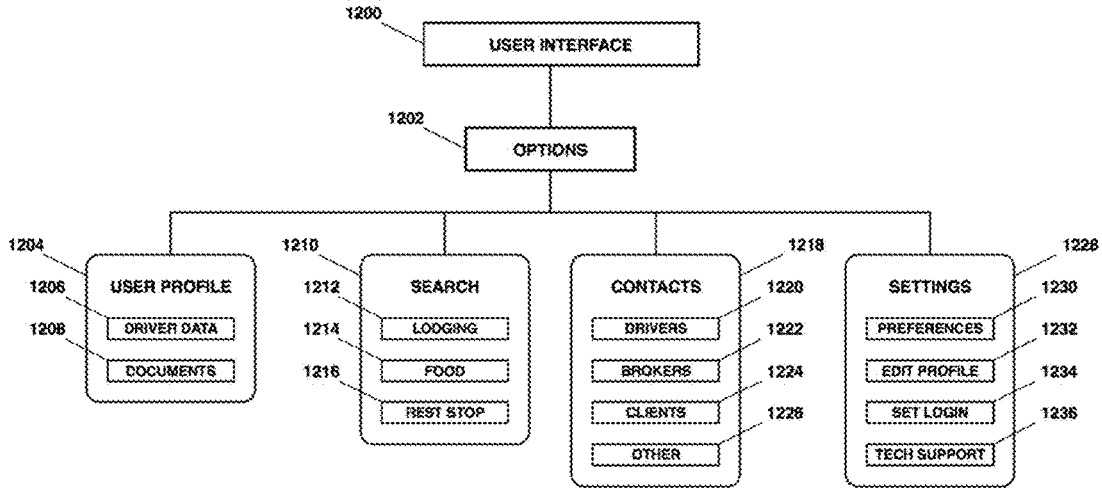 1200
USER INTERFACE
1202
OPTIONS
1204
USER PROFILE
1206
DRIVER DATA
1208
DOCUMENTS
1210
SEARCH
1212
LODGING
1214
FOOD
1216
REST STOP
1218
CONTACTS
1220
DRIVERS
1222
BROKERS
1224
CLIENTS
1226
OTHER
1228
SETTINGS
1230
PREFERENCES
1232
EDIT PROFILE
1234
SET LOGIN
1236
TECH SUPPORT